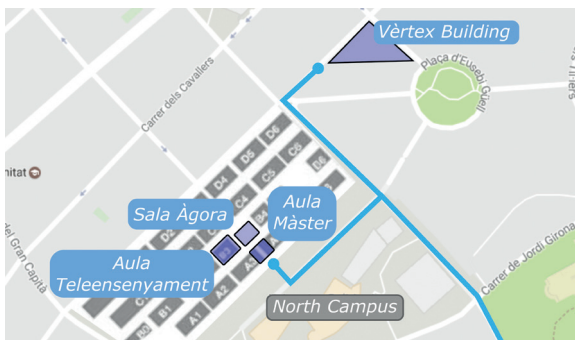 Vèrtex Building
Plaça d'Eusebi Güell
Carrer dels Cavallers
nitat
del Gran Capità
Carrer de Jordi Girona
Sala Àgora
Aula
Màster
Aula
Teleensenyament
North Campus
D6
D5
D4
C6
C5
C4
B6
B4
B1
B0
A3
A2
A1